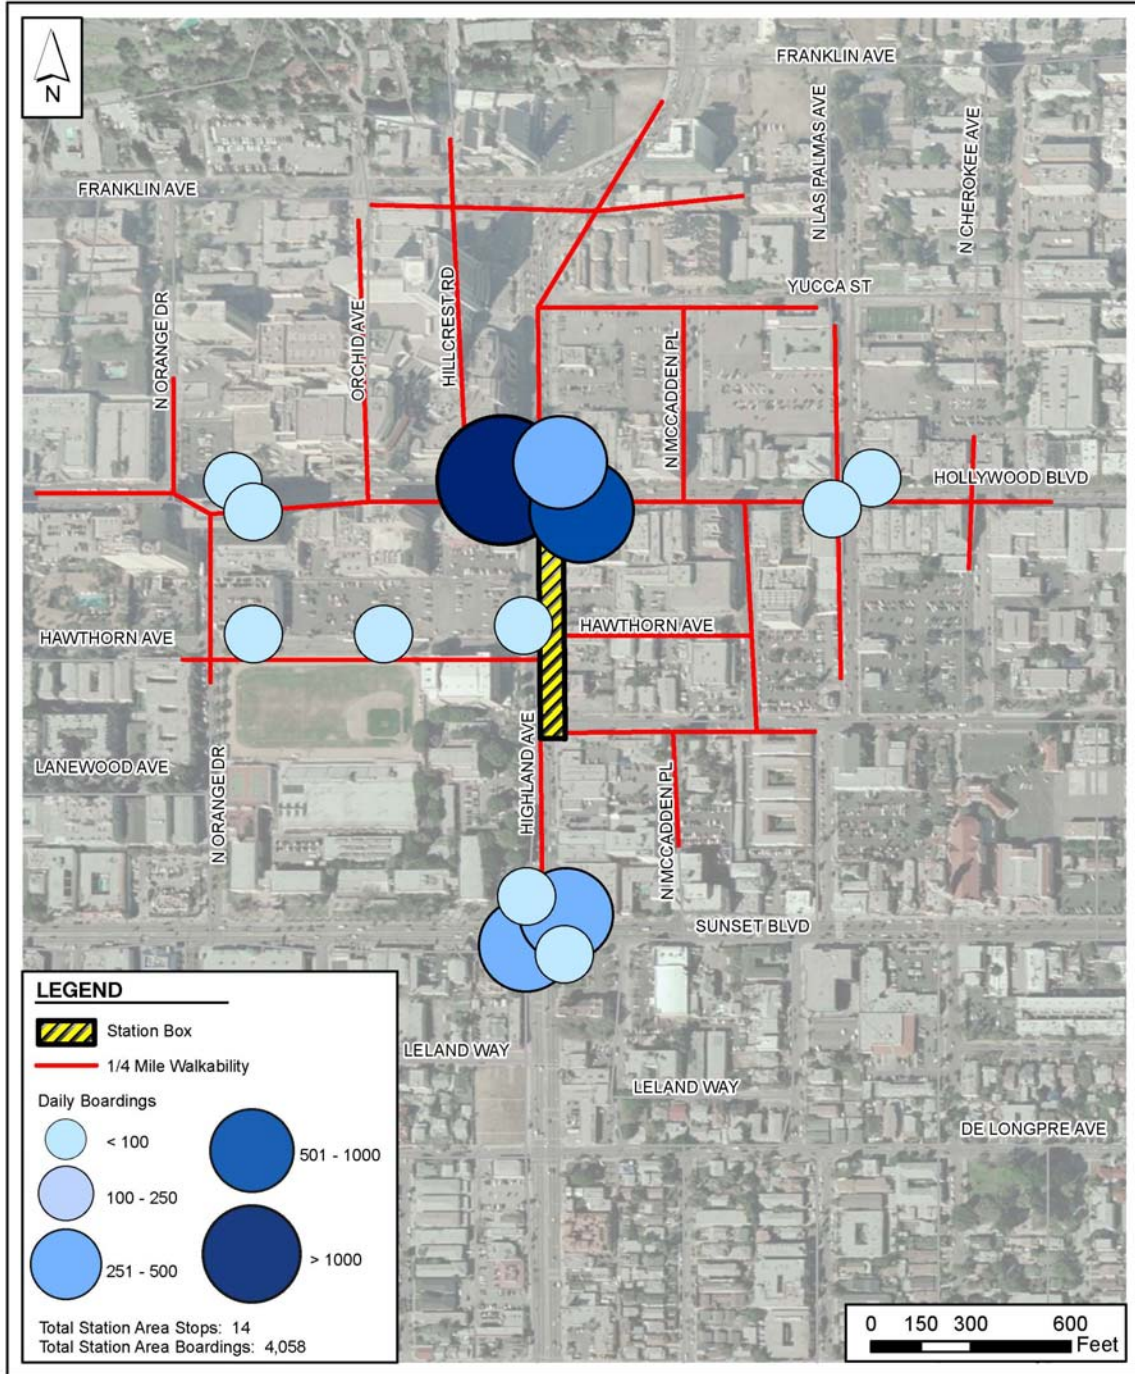 FRANKLIN AVE
N
N LAS PALMAS AVE
N CHEROKEE AVE
FRANKLIN AVE
YUCCA ST
N ORANGE DR
ORCHID AVE
HILLCREST RD
N MCCADDEN PL
HOLLYWOOD BLVD
HAWTHORN AVE
HAWTHORN AVE
LANEWOOD AVE
N ORANGE DR
HIGHLAND AVE
N MCCADDEN PL
SUNSET BLVD
LELAND WAY
LELAND WAY
DE LONGPRE AVE
LEGEND
Station Box
1/4 Mile Walkability
Daily Boardings
< 100
100 - 250
251 - 500
501 - 1000
> 1000
Total Station Area Stops: 14
Total Station Area Boardings: 4,058
0 150 300 600
Feet